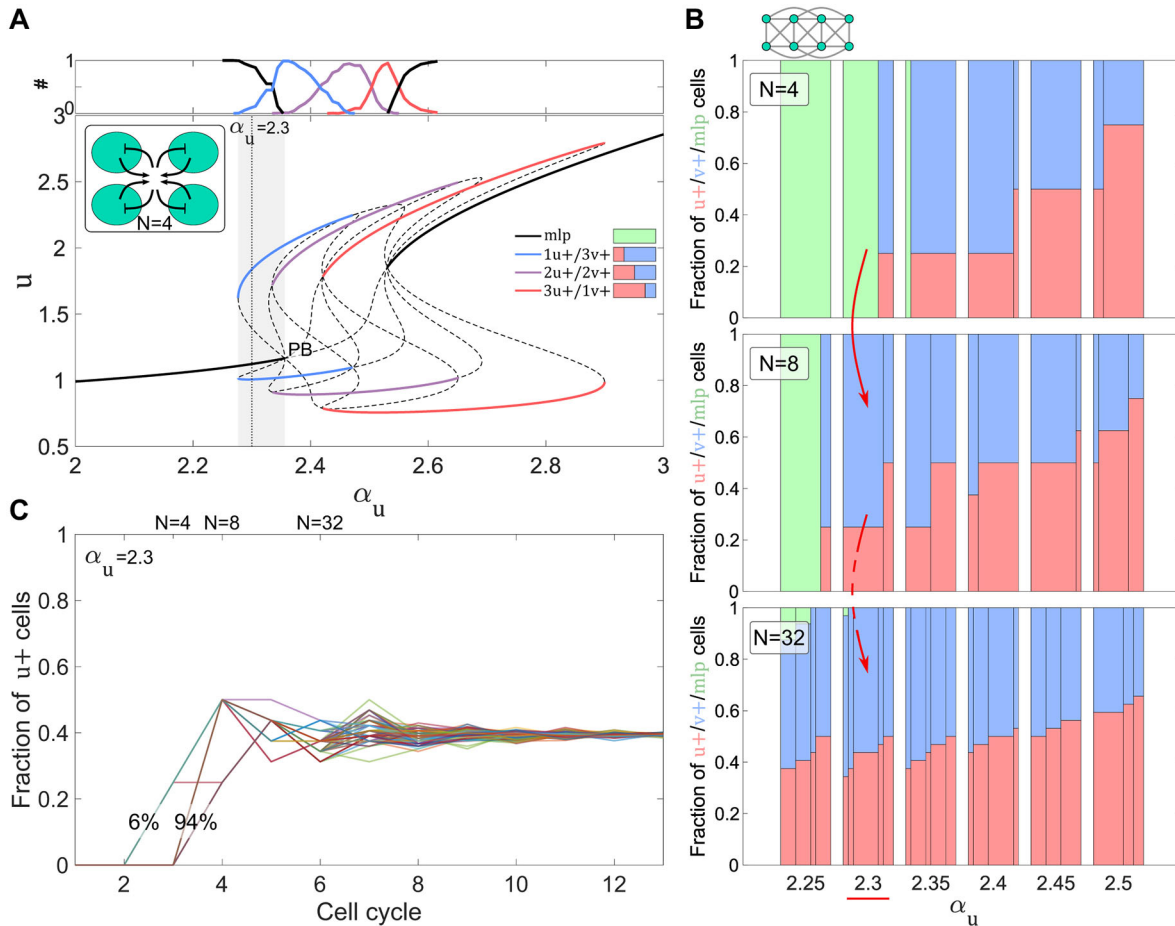 A
#
1
0
3
2.5
2
1.5
1
0.5
u
α_u=2.3
N=4
PB
mlp
1u+/3v+
2u+/2v+
3u+/1v+
2
2.2
2.4
2.6
2.8
3
α_u
B
Fraction of u+/v+/mlp cells
1
0.8
0.6
0.4
0.2
0
N=4
Fraction of u+/v+/mlp cells
1
0.8
0.6
0.4
0.2
0
N=8
Fraction of u+/v+/mlp cells
1
0.8
0.6
0.4
0.2
0
N=32
2.25
2.3
2.35
2.4
2.45
2.5
α_u
C
N=4
N=8
N=32
α_u=2.3
Fraction of u+ cells
1
0.8
0.6
0.4
0.2
0
6%
94%
2
4
6
8
10
12
Cell cycle